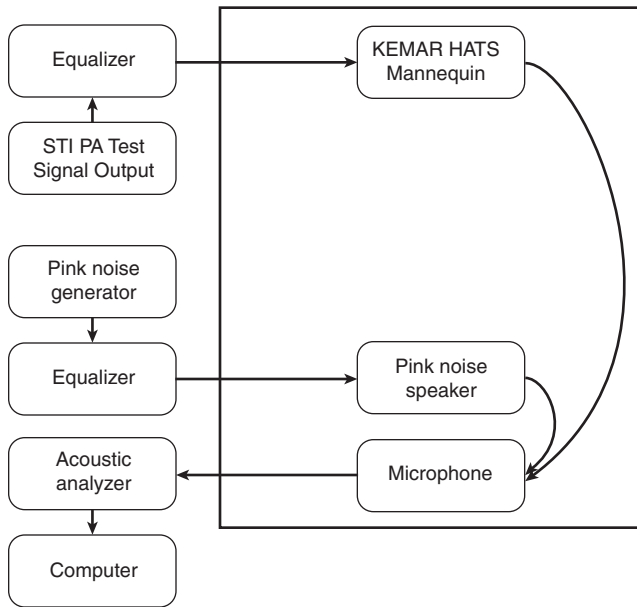 Equalizer
KEMAR HATS
Mannequin
STI PA Test
Signal Output
Pink noise
generator
Equalizer
Pink noise
speaker
Acoustic
analyzer
Microphone
Computer